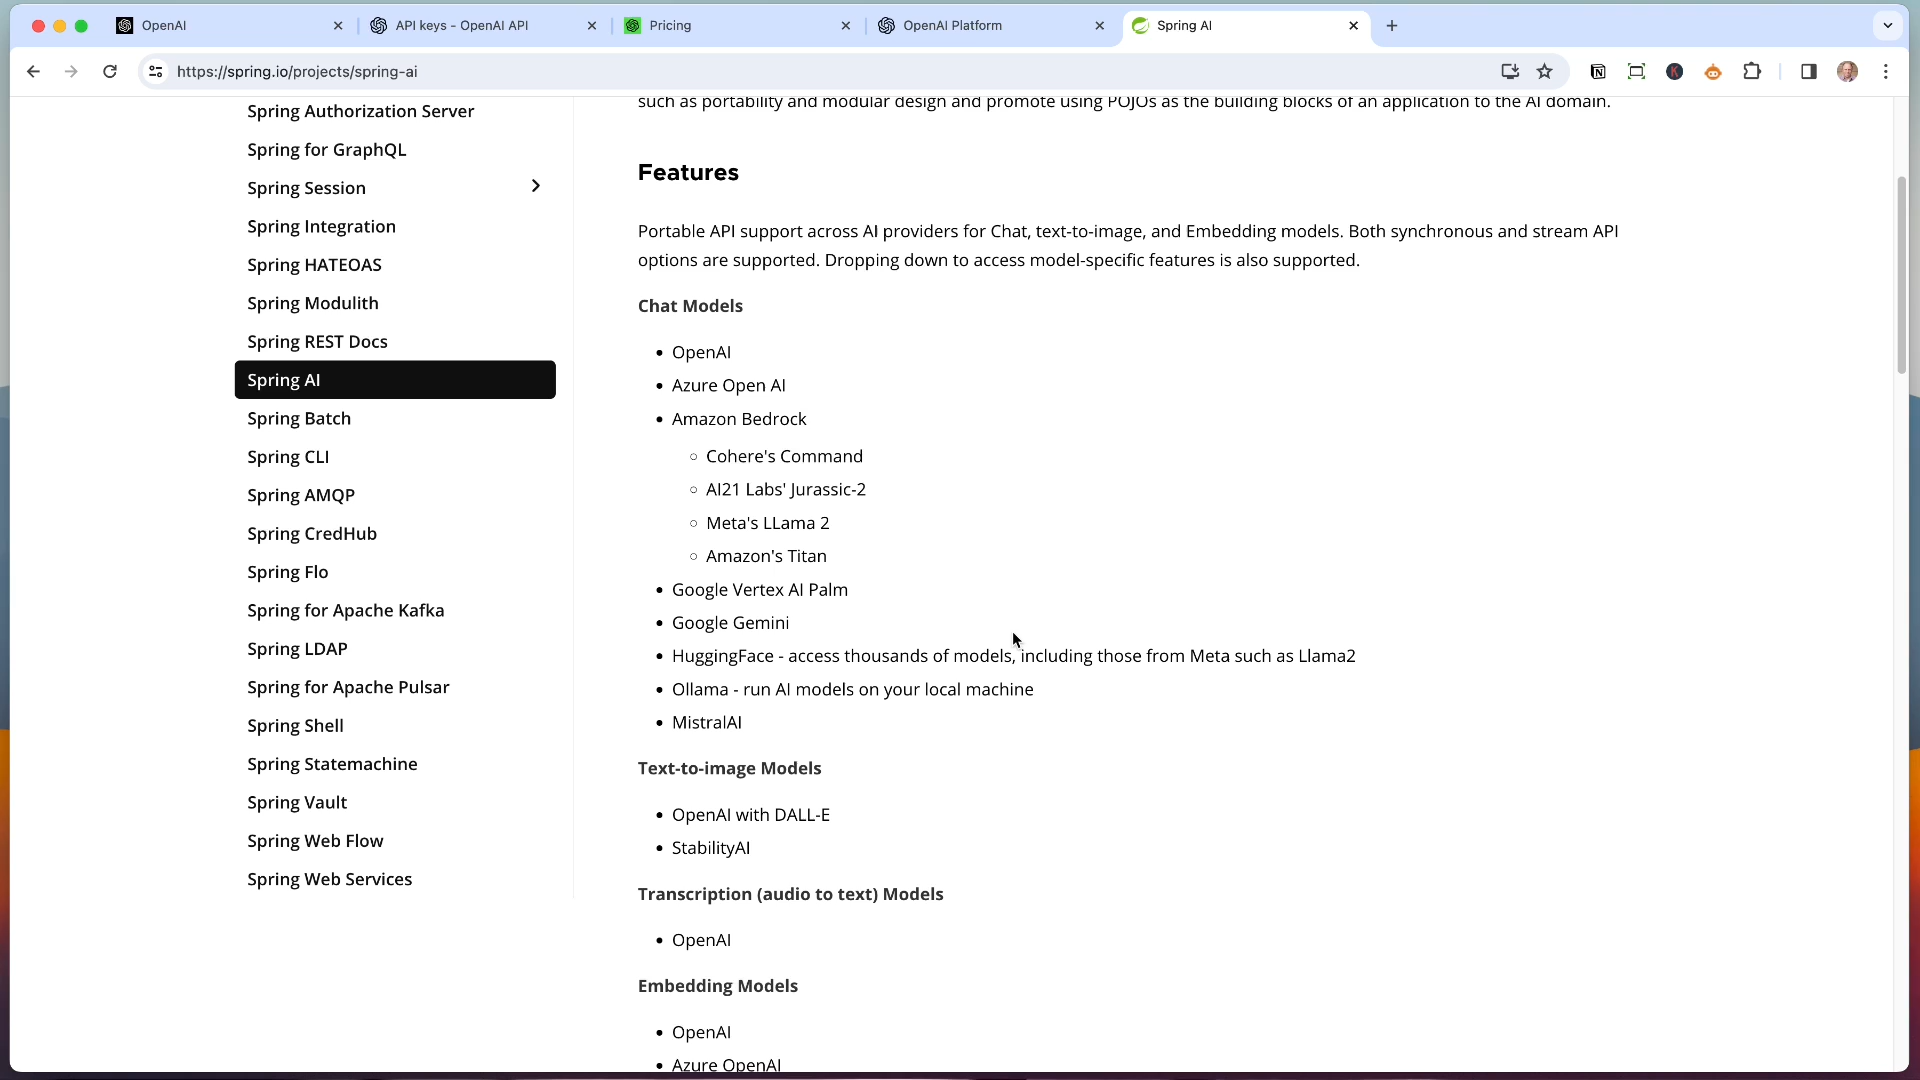 OpenAI
API keys - OpenAI API
Pricing
OpenAI Platform
Spring AI
https://spring.io/projects/spring-ai
Spring Authorization Server
Spring for GraphQL
Spring Session
Spring Integration
Spring HATEOAS
Spring Modulith
Spring REST Docs
Spring AI
Spring Batch
Spring CLI
Spring AMQP
Spring CredHub
Spring Flo
Spring for Apache Kafka
Spring LDAP
Spring for Apache Pulsar
Spring Shell
Spring Statemachine
Spring Vault
Spring Web Flow
Spring Web Services
such as portability and modular design and promote using POJOs as the building blocks of an application to the AI domain.
Features
Portable API support across AI providers for Chat, text-to-image, and Embedding models. Both synchronous and stream API
options are supported. Dropping down to access model-specific features is also supported.
Chat Models
OpenAI
Azure Open AI
Amazon Bedrock
Cohere's Command
AI21 Labs' Jurassic-2
Meta's LLama 2
Amazon's Titan
Google Vertex AI Palm
Google Gemini
HuggingFace - access thousands of models, including those from Meta such as Llama2
Ollama - run AI models on your local machine
MistralAI
Text-to-image Models
OpenAI with DALL-E
StabilityAI
Transcription (audio to text) Models
OpenAI
Embedding Models
OpenAI
Azure OpenAI